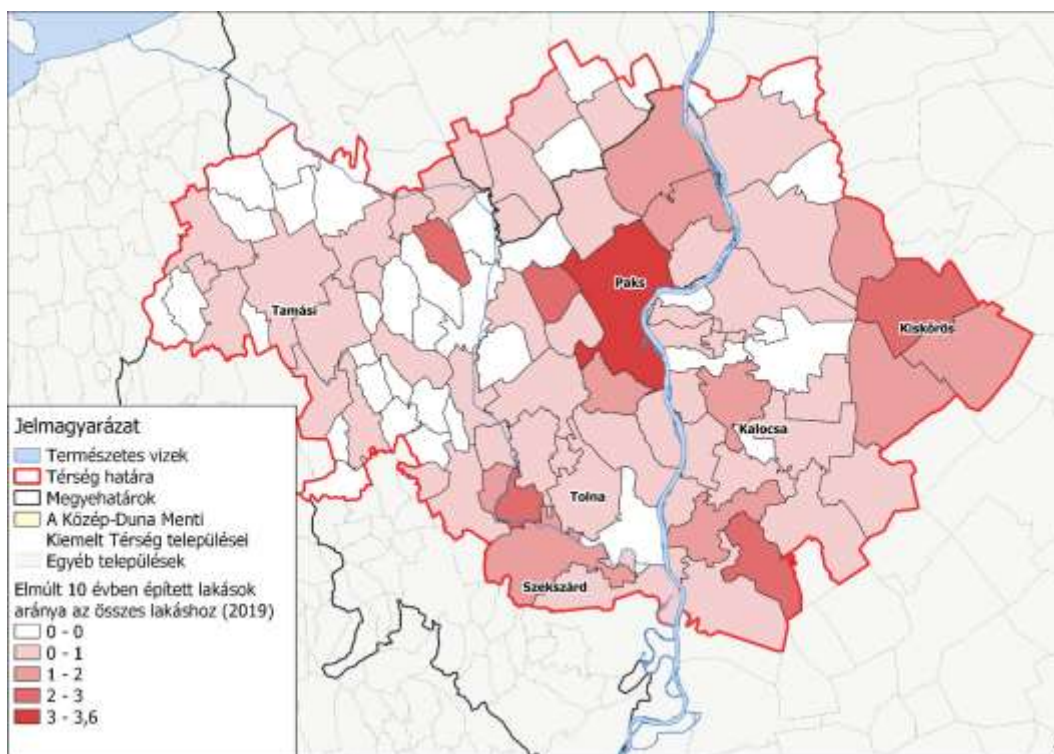 Paks
Tamási
Kiskőrös
Kalocsa
Tolna
Szekszárd
Jelmagyarázat
Természetes vizek
Térség határa
Megyehatárok
A Közép-Duna Menti
Kiemelt Térség települései
Egyéb települések
Elmúlt 10 évben épített lakások
aránya az összes lakáshoz (2019)
0 - 0
0 - 1
1 - 2
2 - 3
3 - 3,6